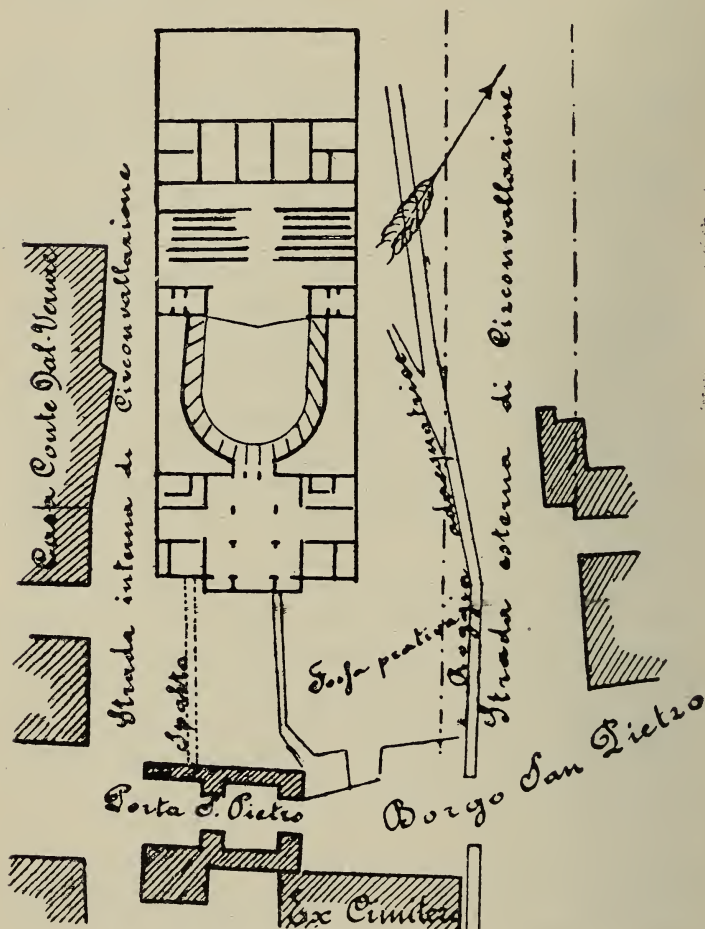 Casa Conte Dal-Verme
Strada interna di Circonvallazione
Strada esterna di Circonvallazione
Roggia adacquatrice
Fossa prativa
Spalto
Porta S. Pietro
Borgo San Pietro
Ex Cimitero